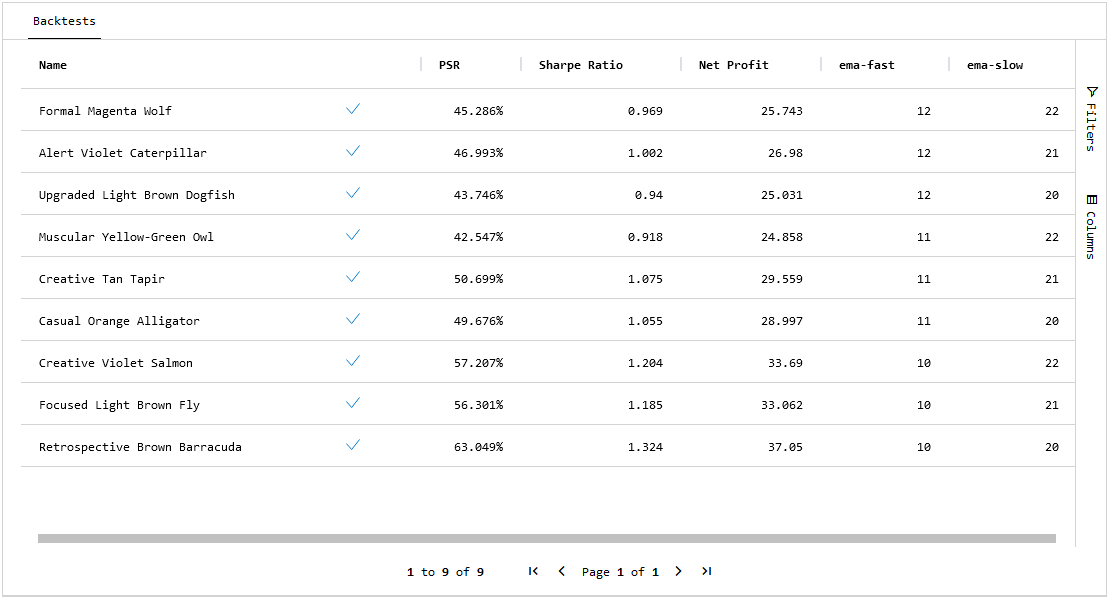 Backtests
Name PSR Sharpe Ratio Net Profit ema-fast ema-slow
Formal Magenta Wolf 45.286% 0.969 25.743 12 22
Alert Violet Caterpillar 46.993% 1.002 26.98 12 21
Upgraded Light Brown Dogfish 43.746% 0.94 25.031 12 20
Muscular Yellow-Green Owl 42.547% 0.918 24.858 11 22
Creative Tan Tapir 50.699% 1.075 29.559 11 21
Casual Orange Alligator 49.676% 1.055 28.997 11 20
Creative Violet Salmon 57.207% 1.204 33.69 10 22
Focused Light Brown Fly 56.301% 1.185 33.062 10 21
Retrospective Brown Barracuda 63.049% 1.324 37.05 10 20
1 to 9 of 9 Page 1 of 1
Filters
Columns